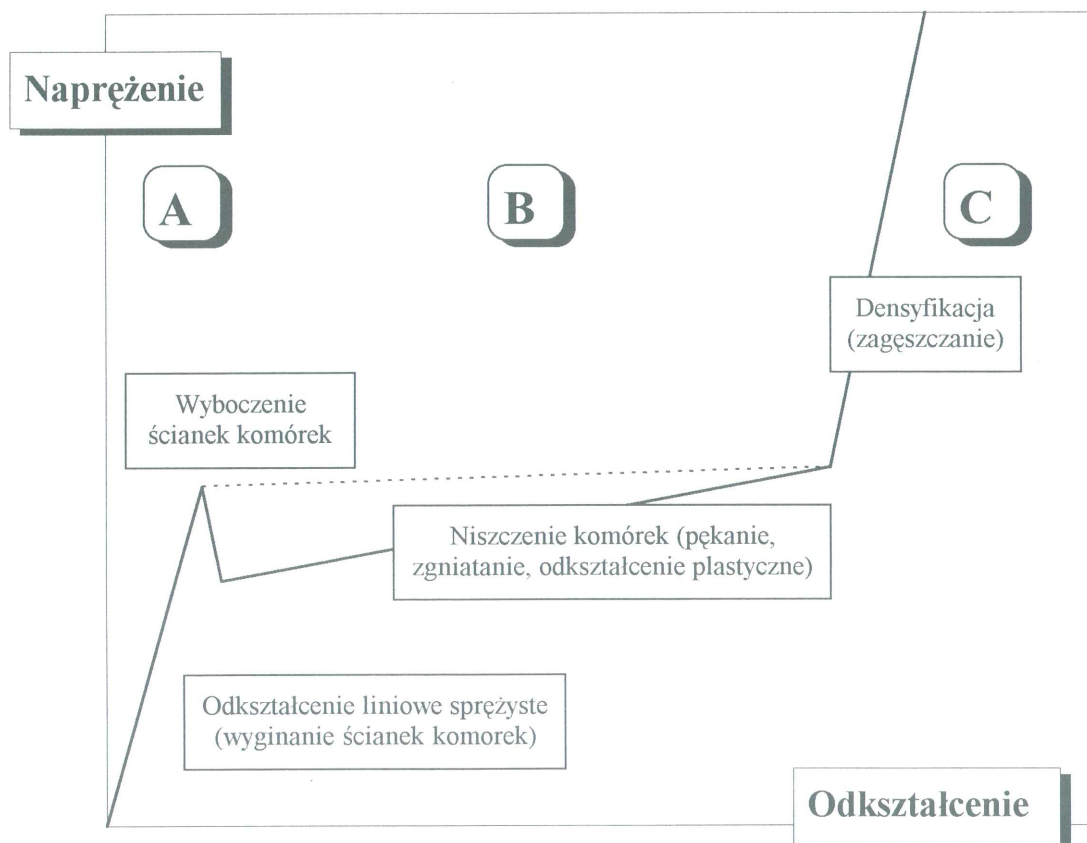 Naprężenie
A
B
C
Densyfikacja
(zagęszczanie)
Wyboczenie
ścianek komórek
Niszczenie komórek (pękanie,
zgniatanie, odkształcenie plastyczne)
Odkształcenie liniowe sprężyste
(wyginanie ścianek komorek)
Odkształcenie